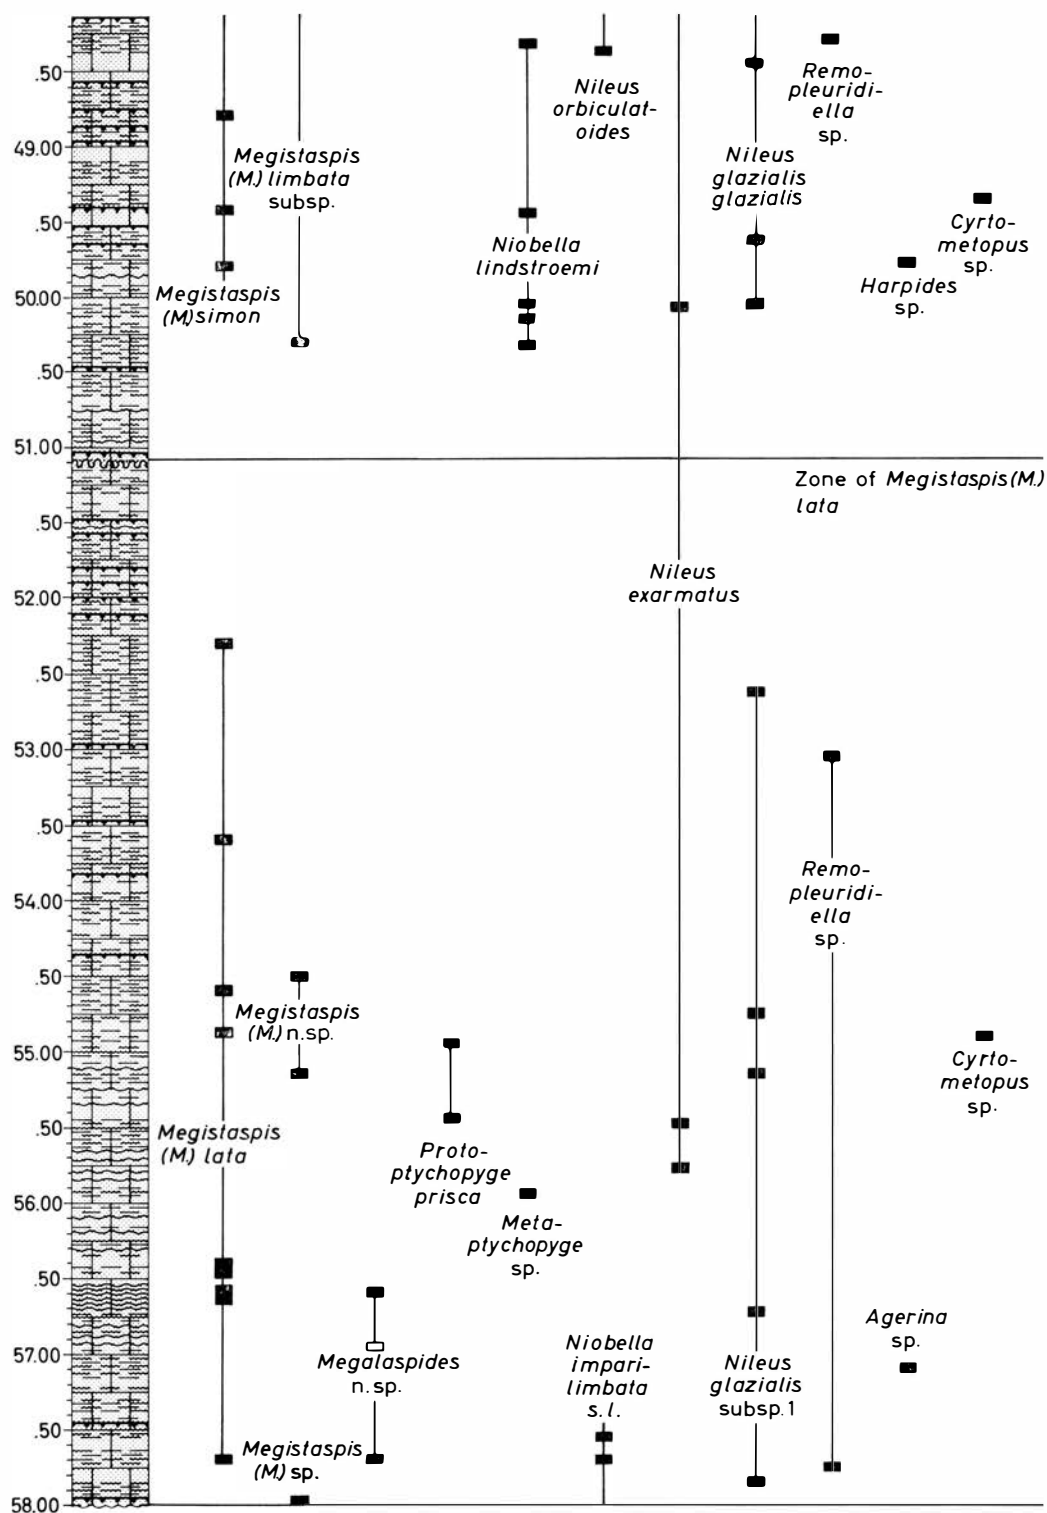 .50
49.00
.50
50.00
.50
51.00
.50
52.00
.50
53.00
.50
54.00
.50
55.00
.50
56.00
.50
57.00
.50
58.00
Megistaspis
(M.) limbata
subsp.
Megistaspis
(M.) simon
Niobella
lindstroemi
Nileus
orbiculat-
oides
Nileus
glazialis
glazialis
Remo-
pleuridi-
ella
sp.
Harpides
sp.
Cyrto-
metopus
sp.
Zone of Megistaspis (M.)
lata
Nileus
exarmatus
Remo-
pleuridi-
ella
sp.
Megistaspis
(M.) n.sp.
Cyrto-
metopus
sp.
Megistaspis
(M.) lata
Proto-
ptychopyge
prisca
Meta-
ptychopyge
sp.
Agerina
sp.
Megalaspides
n.sp.
Niobella
impari-
limbata
s.l.
Nileus
glazialis
subsp. 1
Megistaspis
(M.) sp.